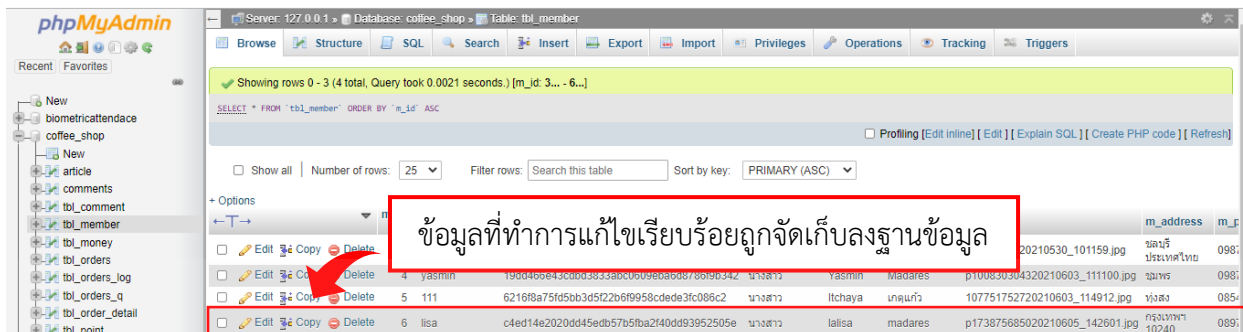 phpMyAdmin
Recent Favorites
New
biometricattendace
coffee_shop
New
article
comments
tbl_comment
tbl_member
tbl_money
tbl_orders
tbl_orders_log
tbl_orders_q
tbl_order_detail
tbl_point
Server: 127.0.0.1 » Database: coffee_shop » Table: tbl_member
Browse Structure SQL Search Insert Export Import Privileges Operations Tracking Triggers
Showing rows 0 - 3 (4 total, Query took 0.0021 seconds.) [m_id: 3... - 6...]
SELECT * FROM `tbl_member` ORDER BY `m_id` ASC
Profiling [Edit inline] [ Edit ] [ Explain SQL ] [ Create PHP code ] [ Refresh]
Show all Number of rows: 25 Filter rows: Search this table Sort by key: PRIMARY (ASC)
+ Options
←T→ m_address m_p
ข้อมูลที่ทำการแก้ไขเรียบร้อยถูกจัดเก็บลงฐานข้อมูล
Edit Copy Delete 20210530_101159.jpg ชลบุรี ประเทศไทย 0987
Edit Copy Delete 4 yasmin 19dd466e43cdbd3833abc0609eba6d8786f9b342 นางสาว Yasmin Madares p100830304320210603_111100.jpg ชุมพร 0987
Edit Copy Delete 5 111 6216f8a75fd5bb3d5f22b6f9958cdede3fc086c2 นางสาว Itchaya เกตุแก้ว 107751752720210603_114912.jpg ทุ่งสง 0854
Edit Copy Delete 6 lisa c4ed14e2020dd45edb57b5fba2f40dd93952505e นางสาว lalisa madares p173875685020210605_142601.jpg กรุงเทพฯ 10240 0897